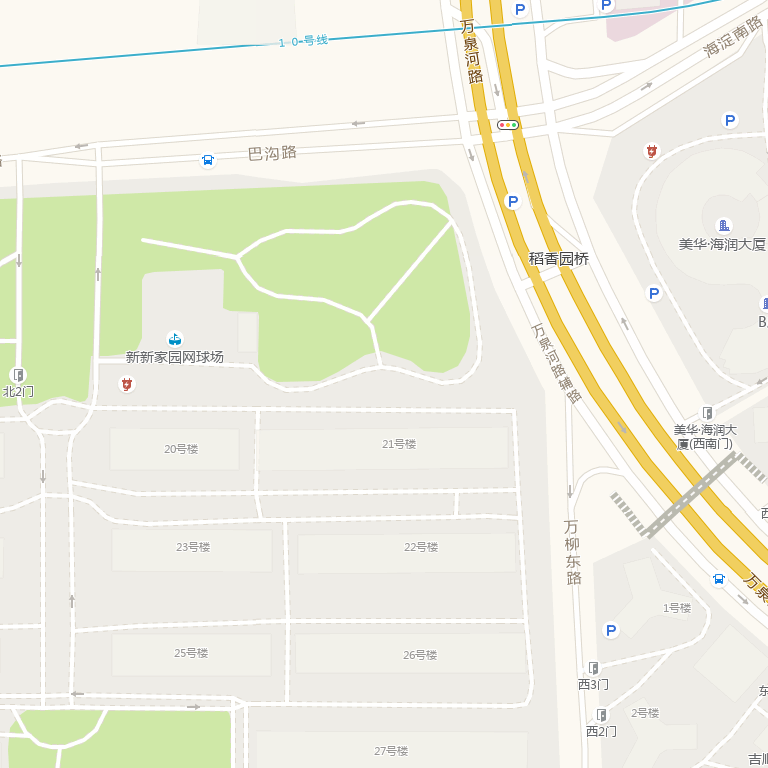 P
P
万泉河路
10号线
海淀南路
P
巴沟路
P
美华·海润大厦
稻香园桥
P
B
新新家园网球场
万泉河路辅路
北2门
美华·海润大
厦(西南门)
20号楼
21号楼
西
万柳东路
23号楼
22号楼
万泉
1号楼
P
25号楼
26号楼
西3门
东
2号楼
西2门
27号楼
吉顺